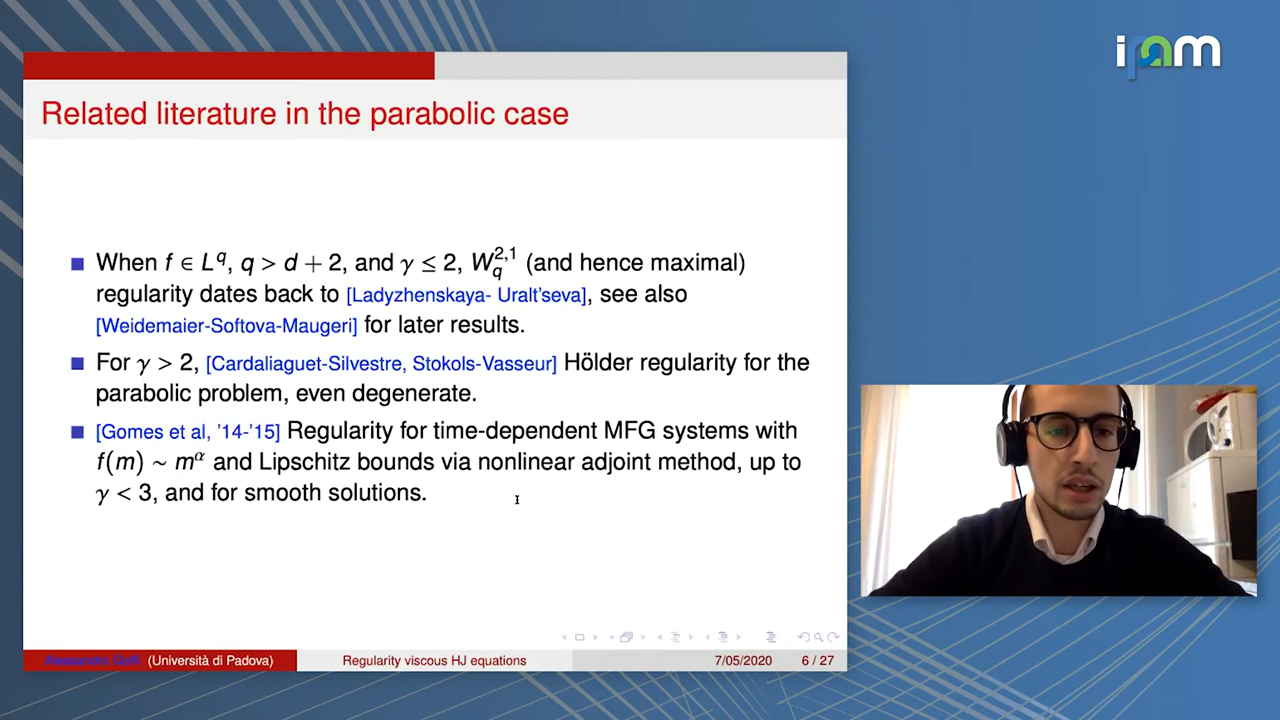 ipam
Related literature in the parabolic case
When f ∈ L^q, q > d + 2, and γ ≤ 2, W_q^{2,1} (and hence maximal)
regularity dates back to [Ladyzhenskaya- Uralt'seva], see also
[Weidemaier-Softova-Maugeri] for later results.
For γ > 2, [Cardaliaguet-Silvestre, Stokols-Vasseur] Hölder regularity for the
parabolic problem, even degenerate.
[Gomes et al, '14-'15] Regularity for time-dependent MFG systems with
f(m) ∼ m^α and Lipschitz bounds via nonlinear adjoint method, up to
γ < 3, and for smooth solutions.
Alessandro Goffi (Università di Padova) Regularity viscous HJ equations 7/05/2020 6 / 27